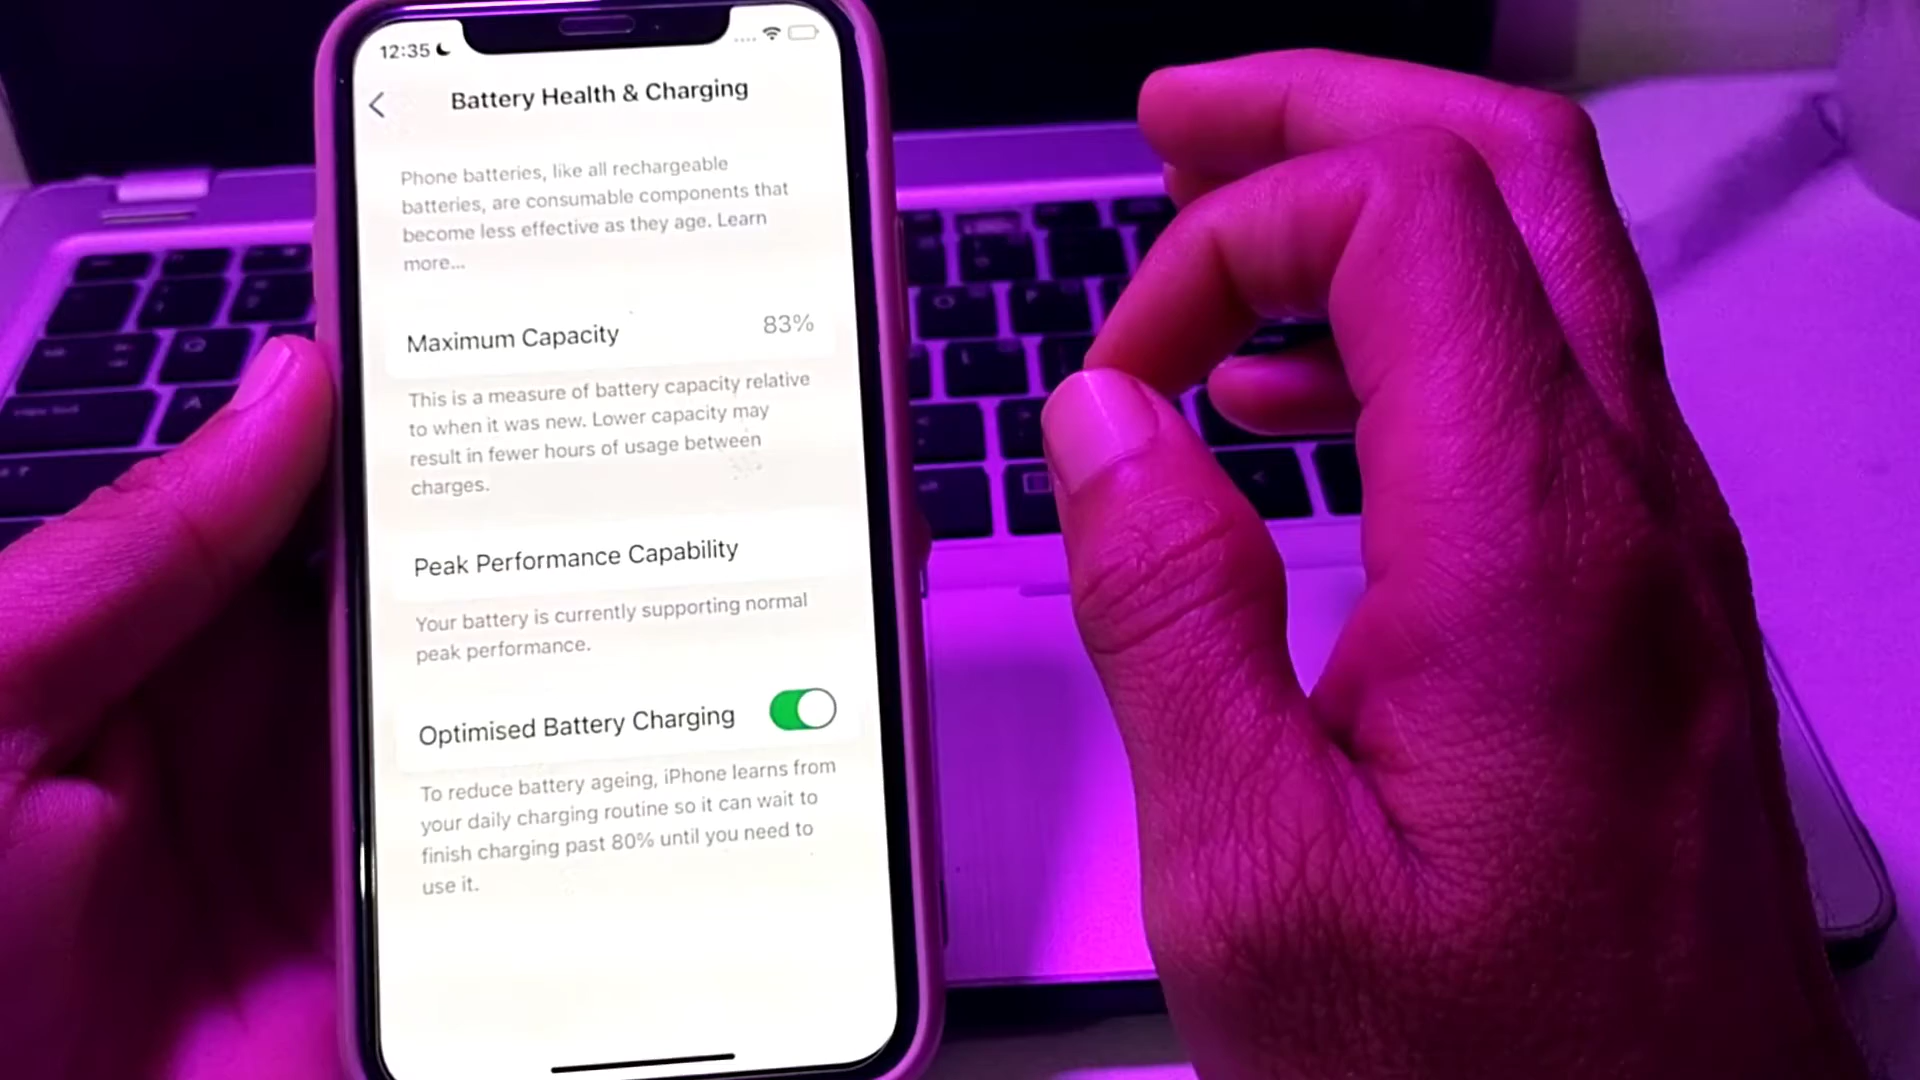 12:35
Battery Health & Charging
Phone batteries, like all rechargeable
batteries, are consumable components that
become less effective as they age. Learn
more...
Maximum Capacity 83%
This is a measure of battery capacity relative
to when it was new. Lower capacity may
result in fewer hours of usage between
charges.
Peak Performance Capability
Your battery is currently supporting normal
peak performance.
Optimised Battery Charging
To reduce battery ageing, iPhone learns from
your daily charging routine so it can wait to
finish charging past 80% until you need to
use it.